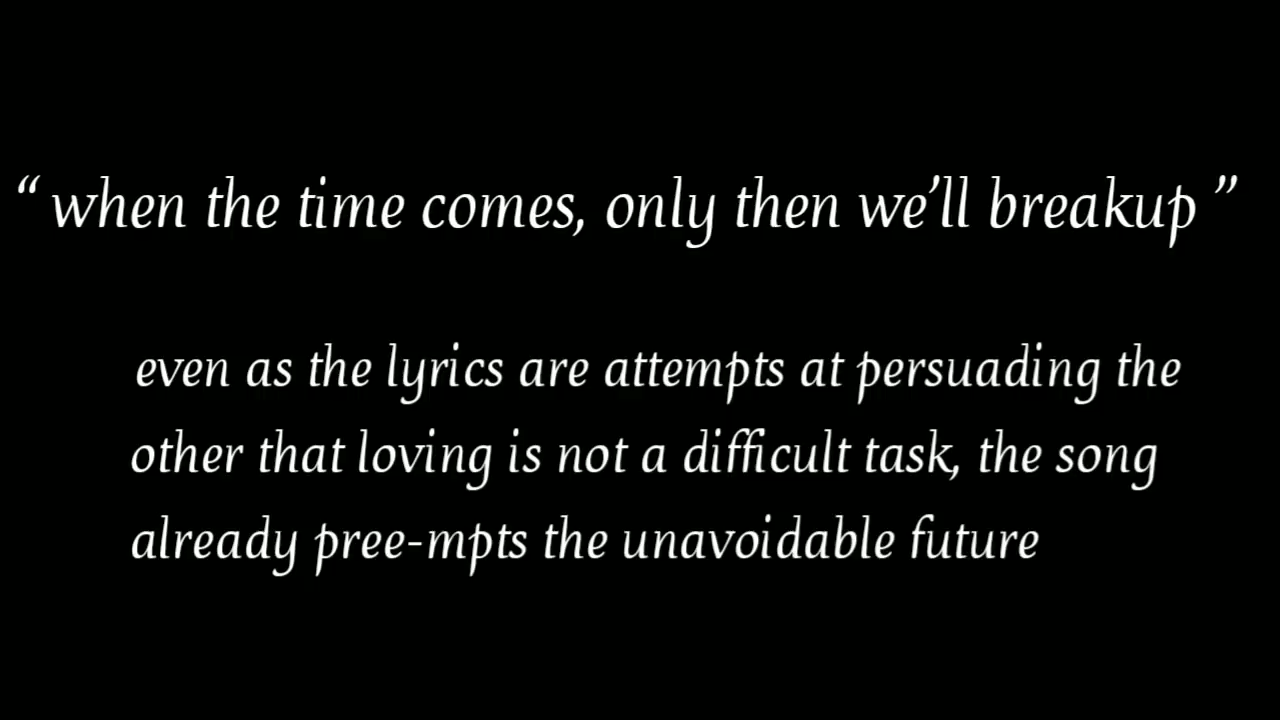 “ when the time comes, only then we’ll breakup ”
even as the lyrics are attempts at persuading the
other that loving is not a difficult task, the song
already pree-mpts the unavoidable future